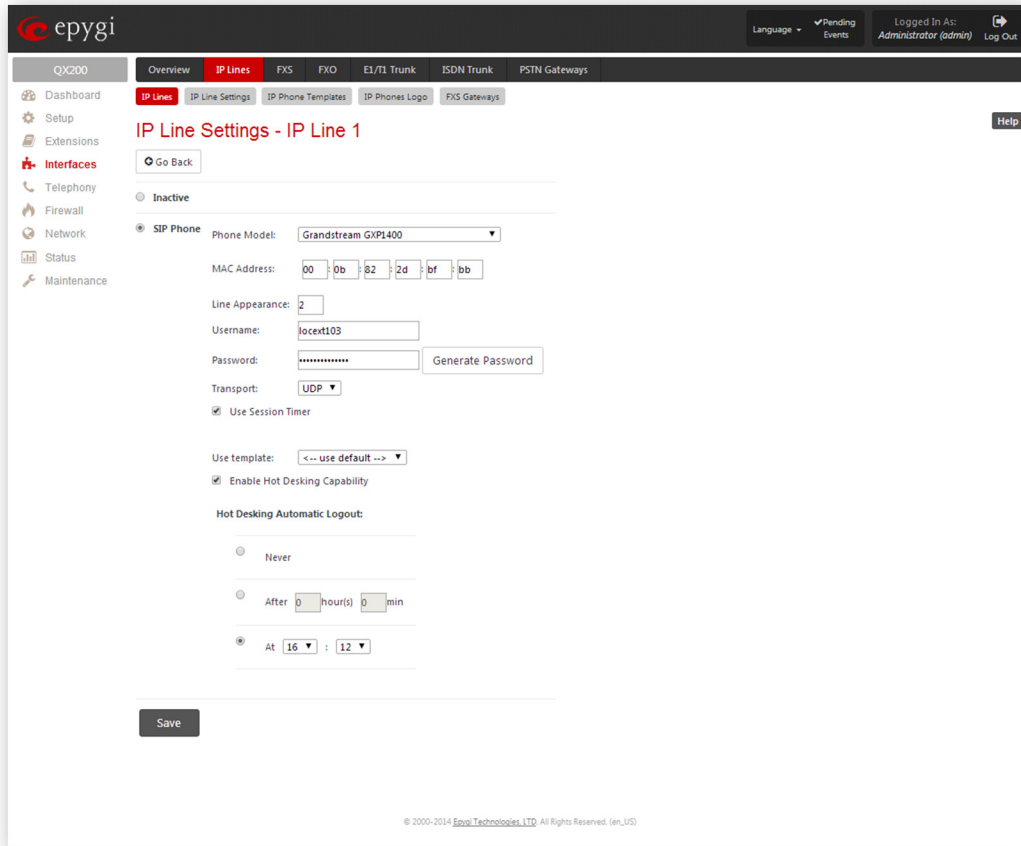 epygi
Language
Pending Events
Logged In As:
Administrator (admin)
Log Out
QX200
Dashboard
Setup
Extensions
Interfaces
Telephony
Firewall
Network
Status
Maintenance
Overview IP Lines FXS FXO E1/T1 Trunk ISDN Trunk PSTN Gateways
IP Lines IP Line Settings IP Phone Templates IP Phones Logo FXS Gateways
Help
IP Line Settings - IP Line 1
Go Back
Inactive
SIP Phone
Phone Model: Grandstream GXP1400
MAC Address: 00 : 0b : 82 : 2d : bf : bb
Line Appearance: 2
Username: locext103
Password: ••••••••••••••
Generate Password
Transport: UDP
Use Session Timer
Use template: <-- use default -->
Enable Hot Desking Capability
Hot Desking Automatic Logout:
Never
After 0 hour(s) 0 min
At 16 : 12
Save
© 2000-2014 Epygi Technologies, LTD. All Rights Reserved. (en_US)